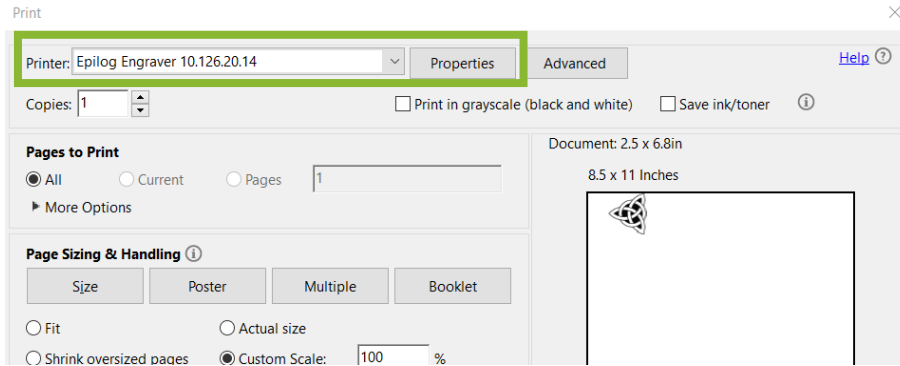 Print
Printer: Epilog Engraver 10.126.20.14 Properties Advanced Help ?
Copies: 1 Print in grayscale (black and white) Save ink/toner i
Pages to Print
All Current Pages 1
More Options
Document: 2.5 x 6.8in
8.5 x 11 Inches
Page Sizing & Handling i
Size Poster Multiple Booklet
Fit Actual size
Shrink oversized pages Custom Scale: 100 %